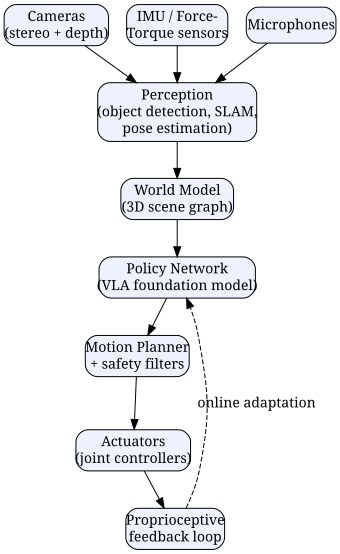 Cameras
(stereo + depth)
IMU / Force-
Torque sensors
Microphones
Perception
(object detection, SLAM,
pose estimation)
World Model
(3D scene graph)
Policy Network
(VLA foundation model)
Motion Planner
+ safety filters
online adaptation
Actuators
(joint controllers)
Proprioceptive
feedback loop